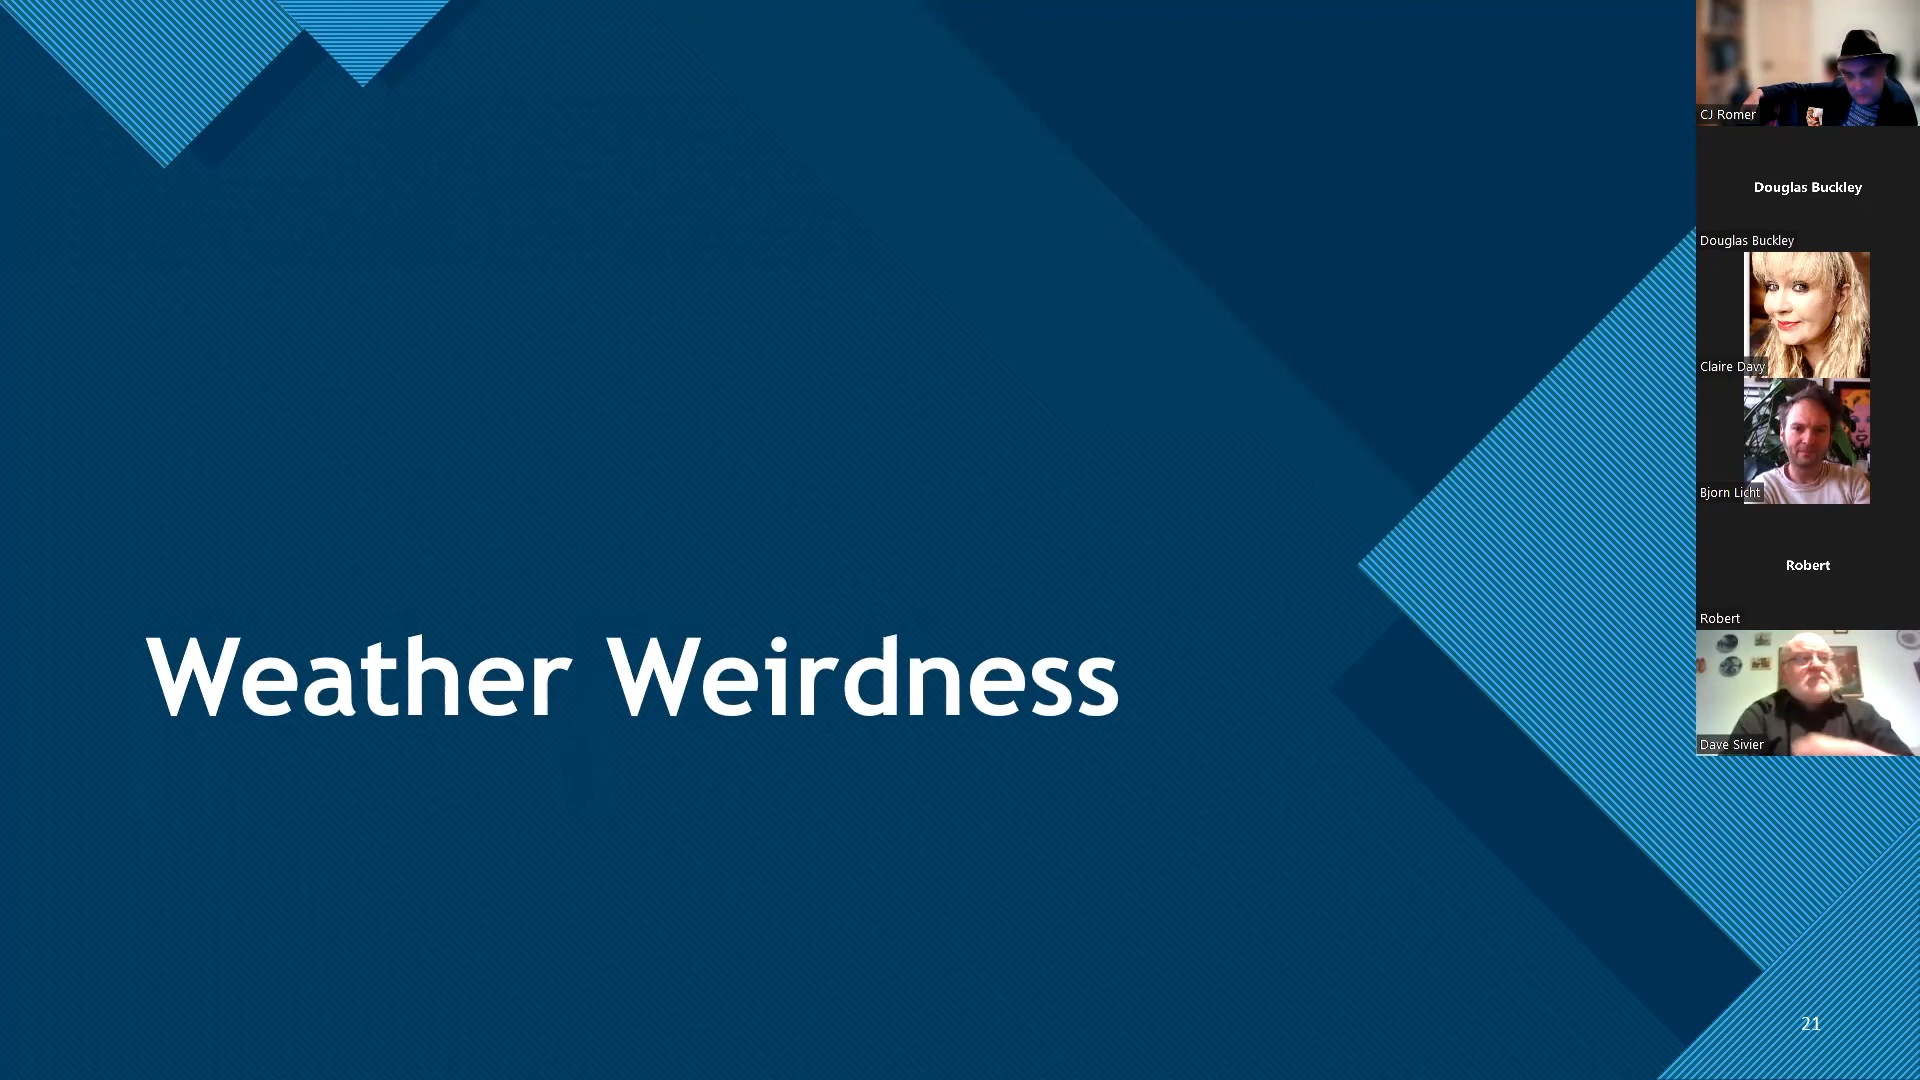 Weather Weirdness
21
CJ Romer
Douglas Buckley
Douglas Buckley
Claire Davy
Bjorn Licht
Robert
Robert
Dave Sivier